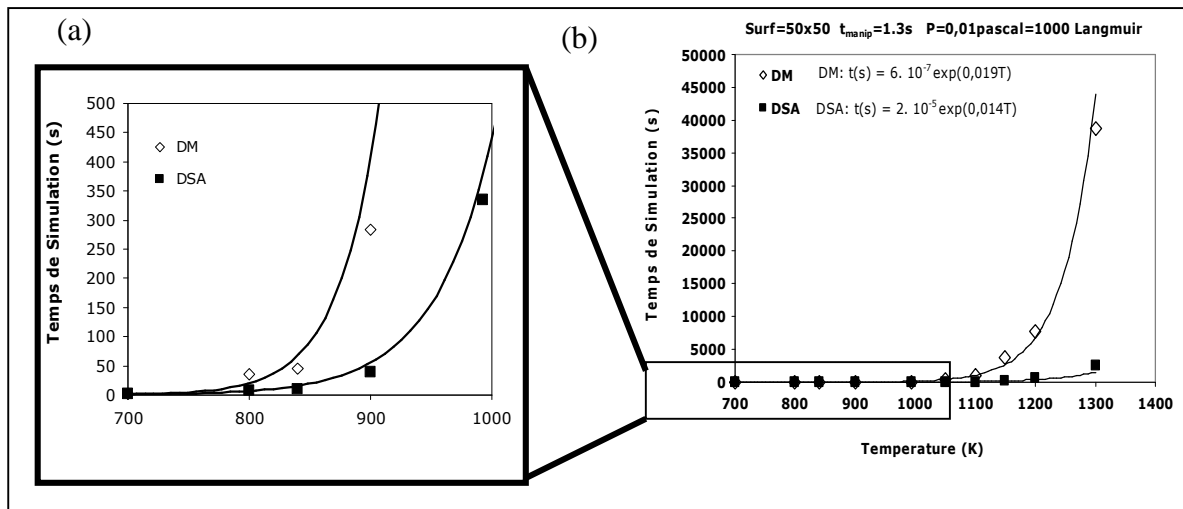 (a)
Temps de Simulation (s)
500
450
400
350
300
250
200
150
100
50
0
DM
DSA
700 800 900 1000
(b)
Surf=50x50 tmanip=1.3s P=0,01pascal=1000 Langmuir
Temps de Simulation (s)
50000
45000
40000
35000
30000
25000
20000
15000
10000
5000
0
DM DM: t(s) = 6. 10-7exp(0,019T)
DSA DSA: t(s) = 2. 10-5exp(0,014T)
700 800 900 1000 1100 1200 1300 1400
Temperature (K)